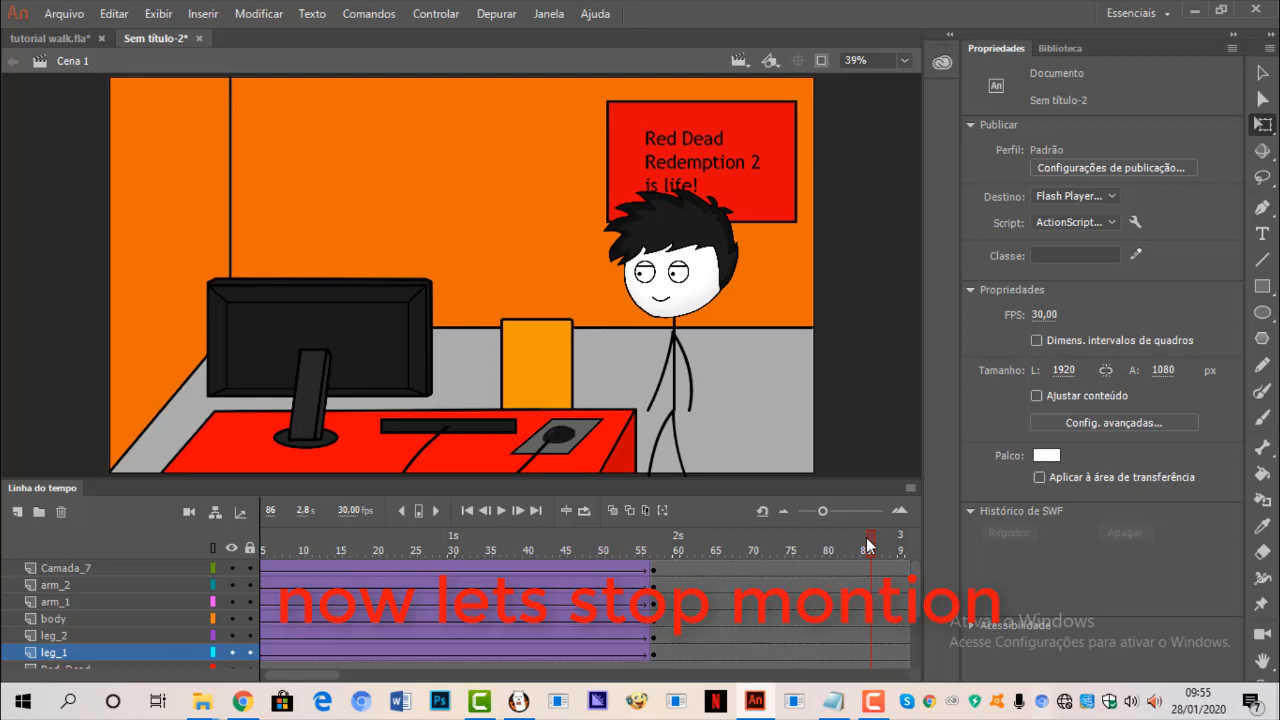 An Arquivo Editar Exibir Inserir Modificar Texto Comandos Controlar Depurar Janela Ajuda Essenciais
tutorial walk.fla* × Sem título-2* ×
Cena 1 39%
Propriedades Biblioteca
Documento
An
Sem título-2
Publicar
Perfil: Padrão
Configurações de publicação...
Destino: Flash Player...
Script: ActionScript...
Classe:
Propriedades
FPS: 30,00
Dimens. intervalos de quadros
Tamanho: L: 1920 A: 1080 px
Ajustar conteúdo
Config. avançadas...
Palco:
Aplicar à área de transferência
Histórico de SWF
Registro Apagar
Acessibilidade
Red Dead
Redemption 2
is life!
Linha do tempo
86 2.8 s 30.00 fps
1s 2s 3
5 10 15 20 25 30 35 40 45 50 55 60 65 70 75 80 9
Camada_7
arm_2
arm_1
body
leg_2
leg_1
Red_Dead
now lets stop montion
Ativar o Windows
Acesse Configurações para ativar o Windows.
09:55
28/01/2020
7